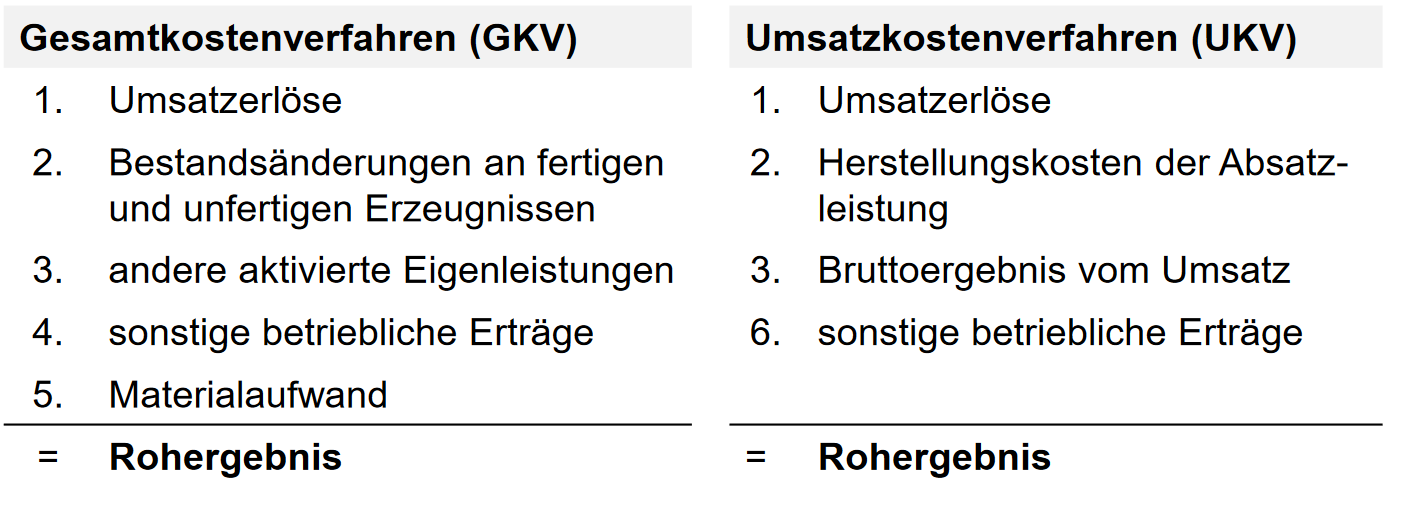 Gesamtkostenverfahren (GKV)
1. Umsatzerlöse
2. Bestandsänderungen an fertigen
und unfertigen Erzeugnissen
3. andere aktivierte Eigenleistungen
4. sonstige betriebliche Erträge
5. Materialaufwand
= Rohergebnis
Umsatzkostenverfahren (UKV)
1. Umsatzerlöse
2. Herstellungskosten der Absatz-
leistung
3. Bruttoergebnis vom Umsatz
6. sonstige betriebliche Erträge
= Rohergebnis